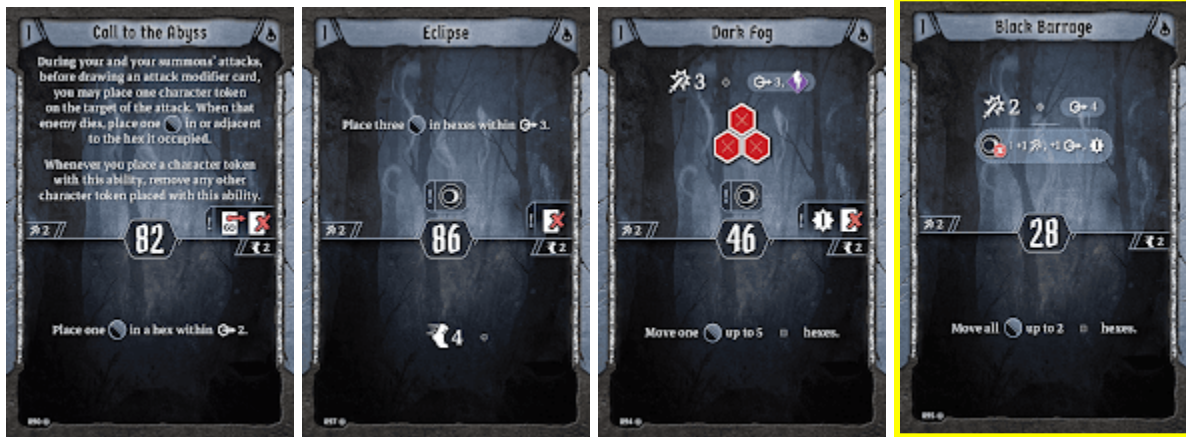 I
Call to the Abyss
During your and your summons' attacks,
before drawing an attack modifier card,
you may place one character token
on the target of the attack. When that
enemy dies, place one in or adjacent
to the hex it occupied.
Whenever you place a character token
with this ability, remove any other
character token placed with this ability.
2
82
2
Place one in a hex within 2.
I
Eclipse
Place three in hexes within 3.
2
86
2
4
I
Dark Fog
3
3,
2
46
2
Move one up to 5 hexes.
I
Black Barrage
2
4
: +1 , +1 ,
2
28
2
Move all up to 2 hexes.